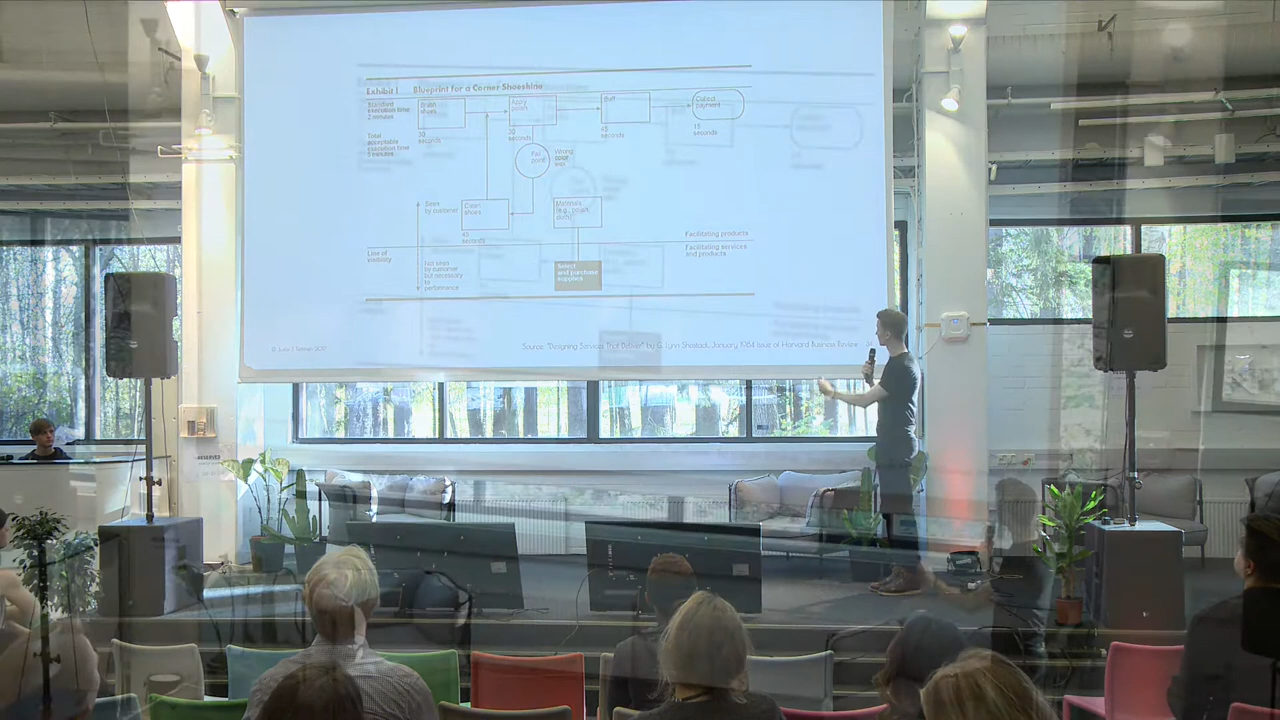 Exhibit I Blueprint for a Corner Shoeshine
Standard
execution time
2 minutes
Brush
shoes
Apply
polish
Buff
Collect
payment
30
seconds
30
seconds
45
seconds
15
seconds
Total
acceptable
execution time
5 minutes
Fail
point
Wrong
color
wax
Seen
by customer
Clean
shoes
45
seconds
Materials
(e.g., polish,
cloth)
Line of
visibility
Facilitating products
Facilitating services
and products
Not seen
by customer
but necessary
to
performance
Select
and purchase
supplies
Source: "Designing Services That Deliver" by G. Lynn Shostack, January 1984 issue of Harvard Business Review
RESERVED